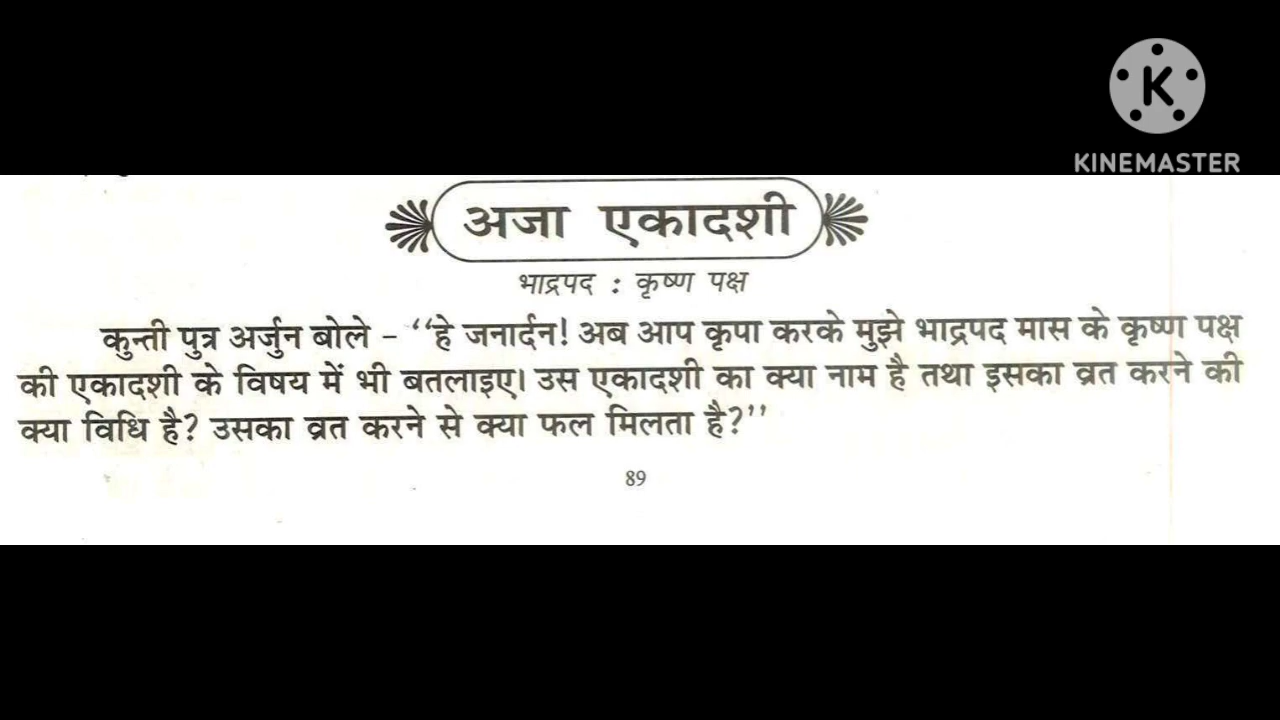 KINEMASTER
अजा एकादशी
भाद्रपद : कृष्ण पक्ष
कुन्ती पुत्र अर्जुन बोले - “हे जनार्दन! अब आप कृपा करके मुझे भाद्रपद मास के कृष्ण पक्ष
की एकादशी के विषय में भी बतलाइए। उस एकादशी का क्या नाम है तथा इसका व्रत करने की
क्या विधि है? उसका व्रत करने से क्या फल मिलता है?”
89